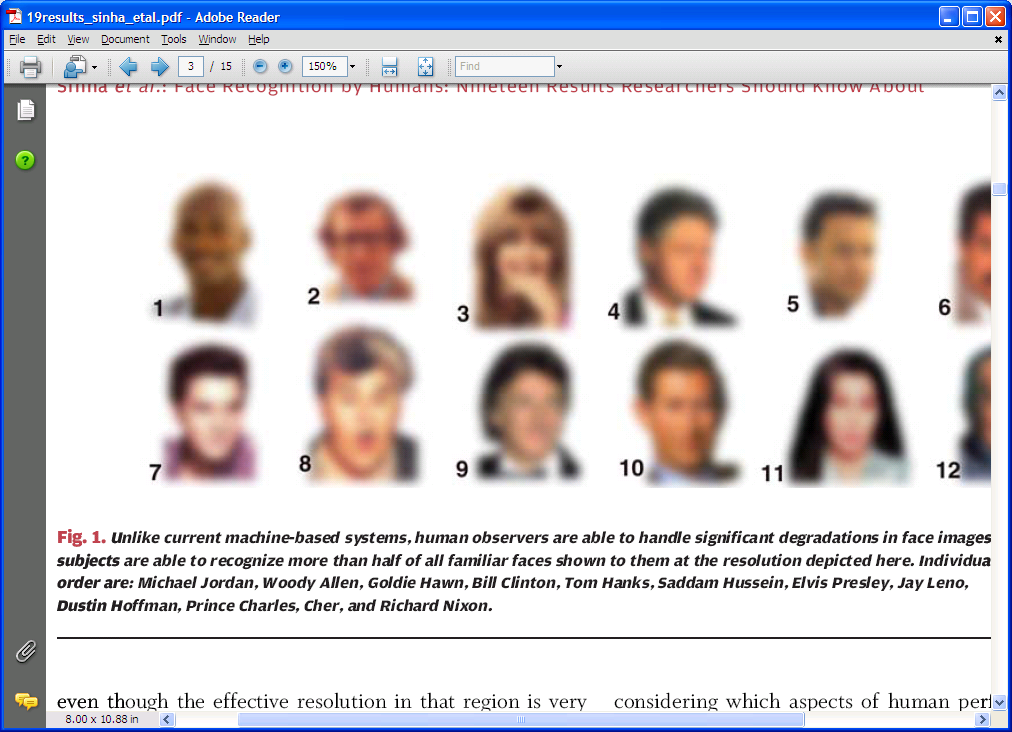 19results_sinha_etal.pdf - Adobe Reader
File Edit View Document Tools Window Help
3 / 15 150% Find
Sinha et al.: Face Recognition by Humans: Nineteen Results Researchers Should Know About
1 2 3 4 5 6
7 8 9 10 11 12
Fig. 1. Unlike current machine-based systems, human observers are able to handle significant degradations in face images
subjects are able to recognize more than half of all familiar faces shown to them at the resolution depicted here. Individua
order are: Michael Jordan, Woody Allen, Goldie Hawn, Bill Clinton, Tom Hanks, Saddam Hussein, Elvis Presley, Jay Leno,
Dustin Hoffman, Prince Charles, Cher, and Richard Nixon.
even though the effective resolution in that region is very
considering which aspects of human perf
8.00 x 10.88 in